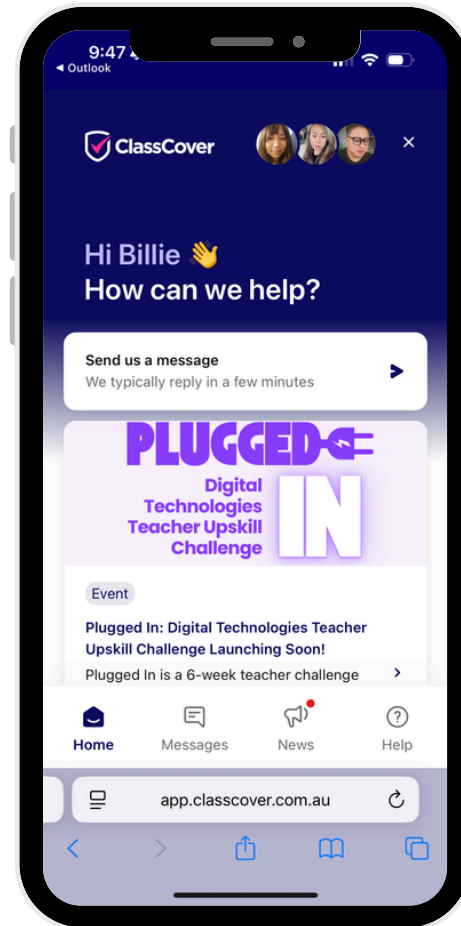 9:47
◀ Outlook
ClassCover
Hi Billie 👋
How can we help?
Send us a message
We typically reply in a few minutes
PLUGGED
IN
Digital
Technologies
Teacher Upskill
Challenge
Event
Plugged In: Digital Technologies Teacher
Upskill Challenge Launching Soon!
Plugged In is a 6-week teacher challenge
Home
Messages
News
Help
app.classcover.com.au